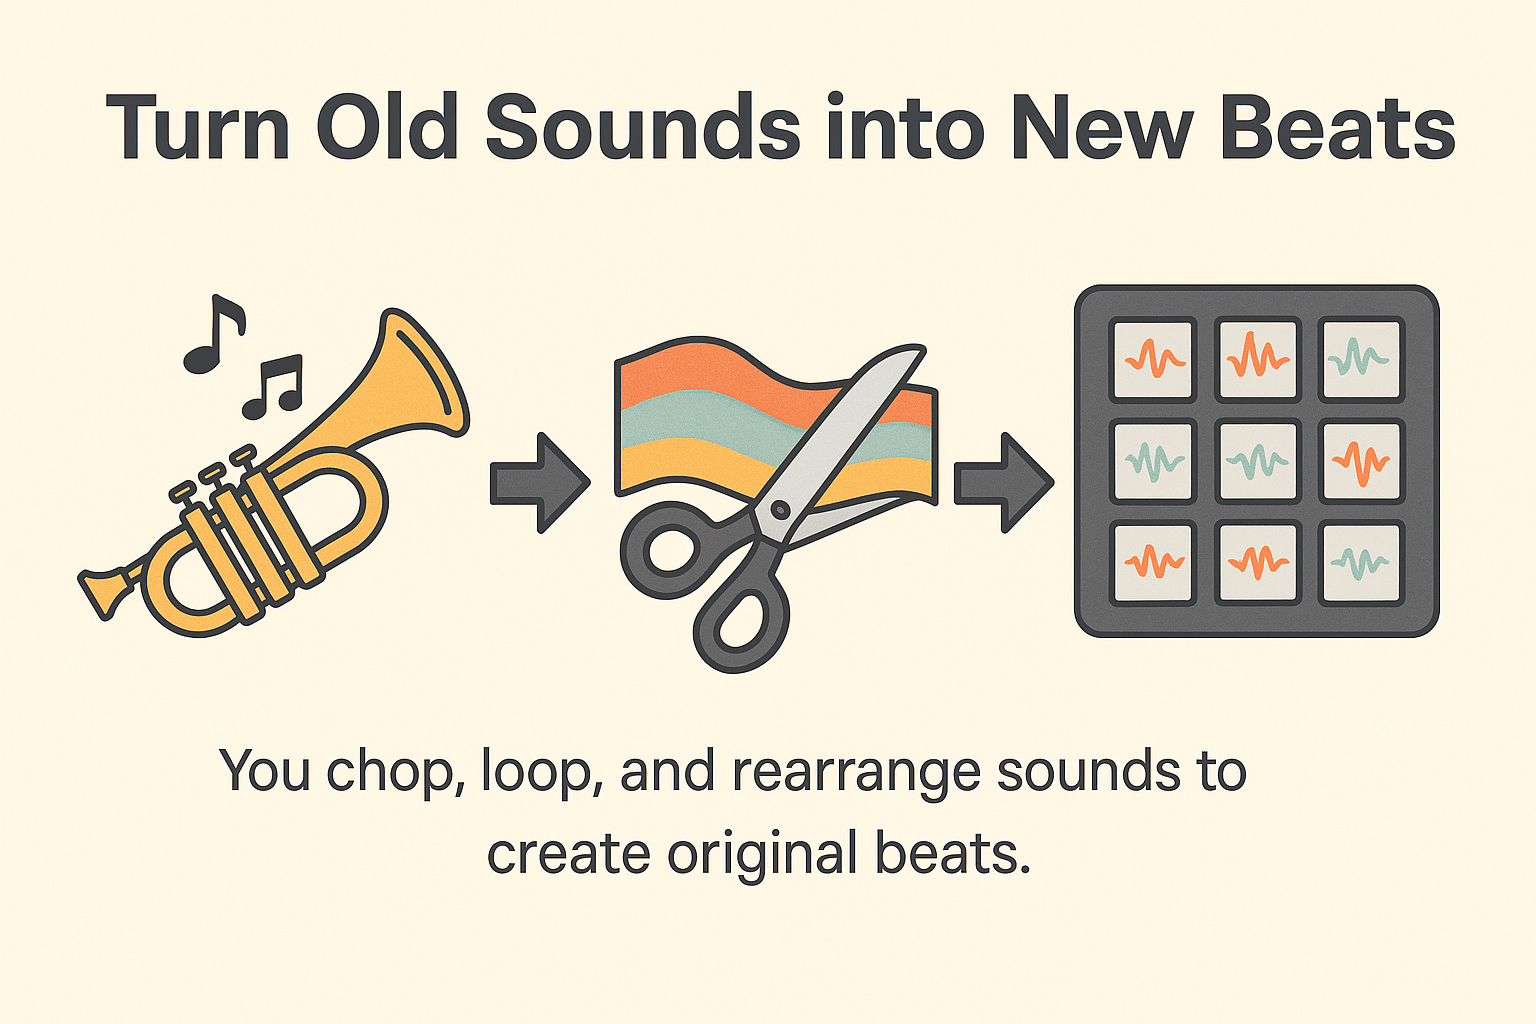 Turn Old Sounds into New Beats
You chop, loop, and rearrange sounds to
create original beats.